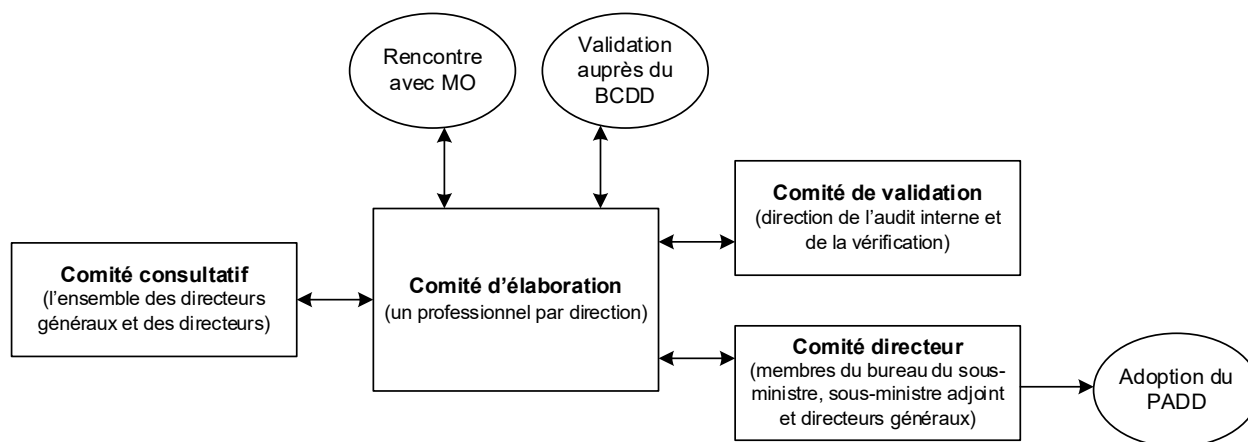 Rencontre
avec MO
Validation
auprès du
BCDD
Comité de validation
(direction de l'audit interne et
de la vérification)
Comité consultatif
(l'ensemble des directeurs
généraux et des directeurs)
Comité d'élaboration
(un professionnel par direction)
Comité directeur
(membres du bureau du sous-
ministre, sous-ministre adjoint
et directeurs généraux)
Adoption du
PADD